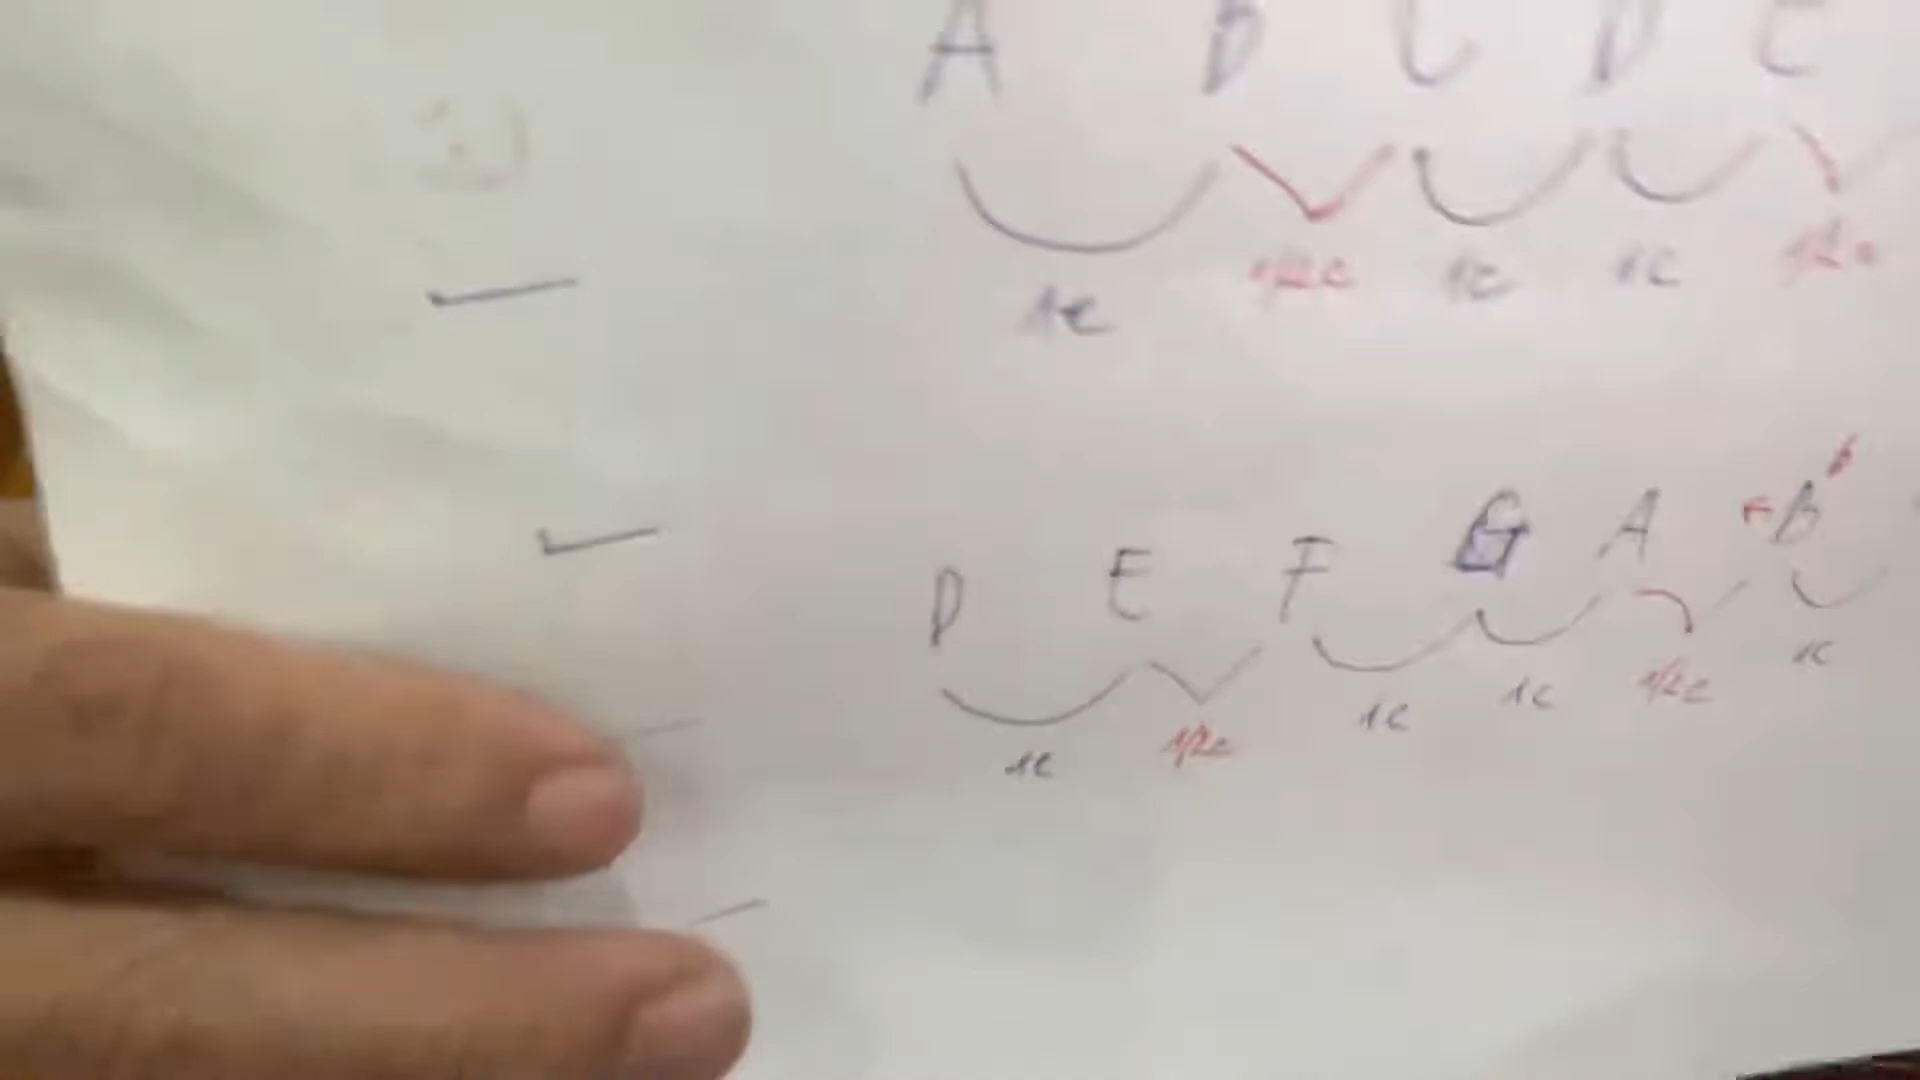 A B C D E
1c 1/2c 1c 1c 1/2c
D E F G A B b
1c 1/2c 1c 1c 1/2c 1c